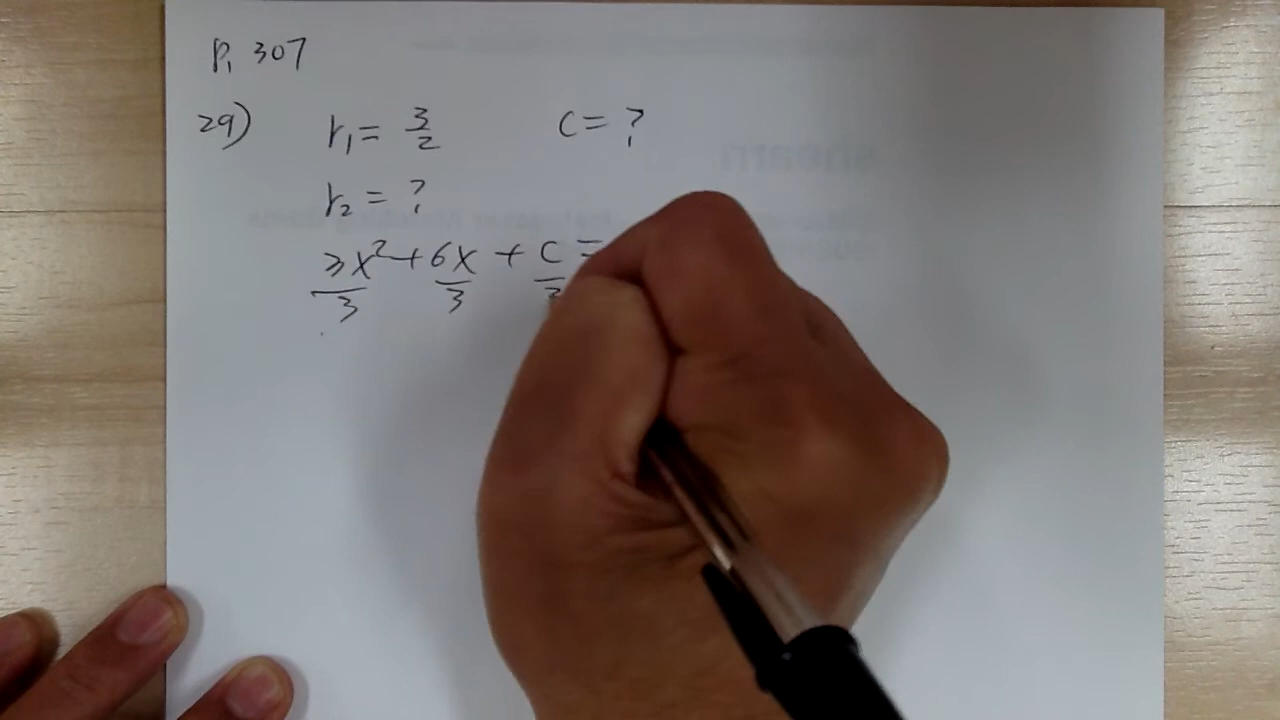 P. 307
29) r₁ = 3/2 C = ?
r₂ = ?
3x²/3 + 6x/3 + C/3 =